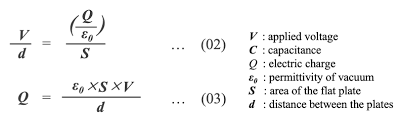 V/d = (Q/ε0)/S ... (02)
Q = ε0×S×V/d ... (03)
V : applied voltage
C : capacitance
Q : electric charge
ε0 : permittivity of vacuum
S : area of the flat plate
d : distance between the plates